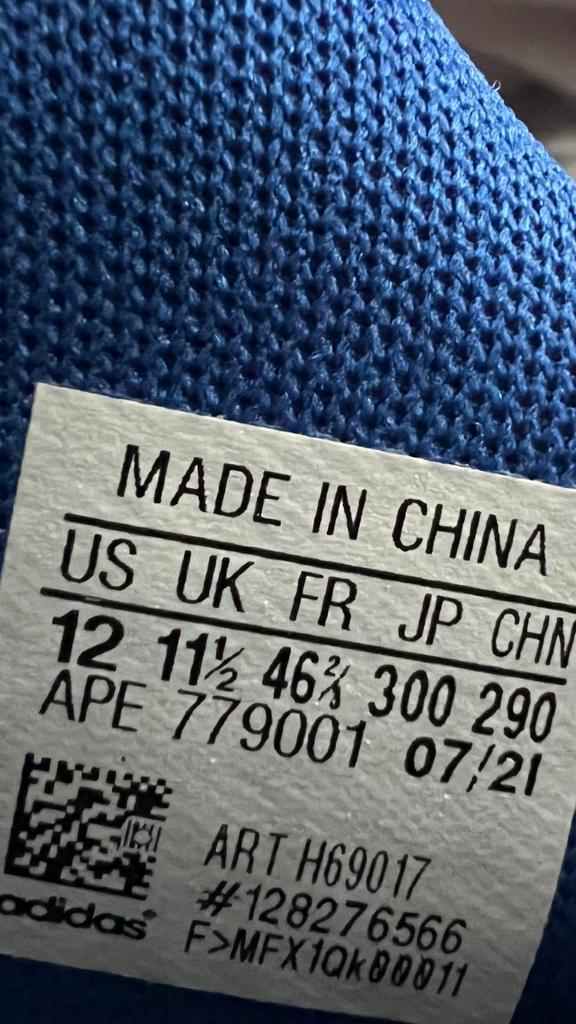 MADE IN CHINA
US UK FR JP CHN
12 11½ 46⅔ 300 290
APE 779001 07/21
ART H69017
#128276566
F>MFX1Qk00011
adidas®